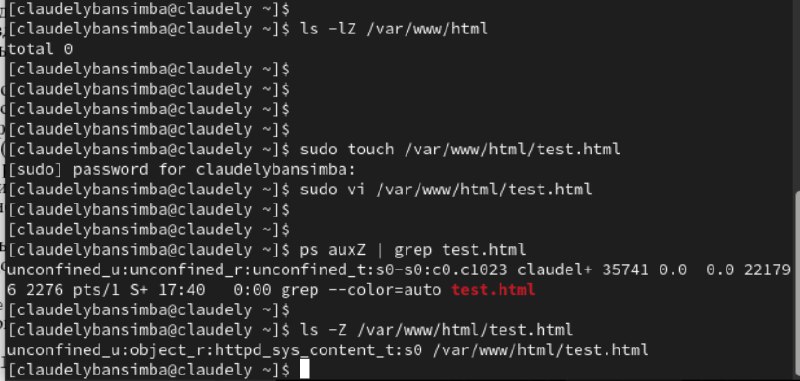 [claudelybansimba@claudely ~]$
[claudelybansimba@claudely ~]$ ls -lZ /var/www/html
total 0
[claudelybansimba@claudely ~]$
[claudelybansimba@claudely ~]$
[claudelybansimba@claudely ~]$
[claudelybansimba@claudely ~]$
[claudelybansimba@claudely ~]$ sudo touch /var/www/html/test.html
[sudo] password for claudelybansimba:
[claudelybansimba@claudely ~]$ sudo vi /var/www/html/test.html
[claudelybansimba@claudely ~]$
[claudelybansimba@claudely ~]$
[claudelybansimba@claudely ~]$ ps auxZ | grep test.html
unconfined_u:unconfined_r:unconfined_t:s0-s0:c0.c1023 claudel+ 35741 0.0  0.0 22179
6 2276 pts/1 S+ 17:40   0:00 grep --color=auto test.html
[claudelybansimba@claudely ~]$
[claudelybansimba@claudely ~]$ ls -Z /var/www/html/test.html
unconfined_u:object_r:httpd_sys_content_t:s0 /var/www/html/test.html
[claudelybansimba@claudely ~]$